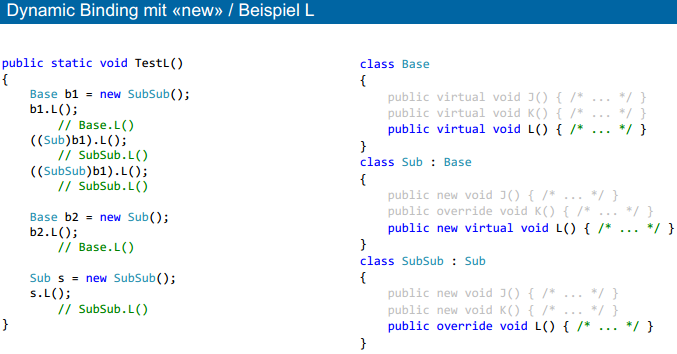 Dynamic Binding mit «new» / Beispiel L
public static void TestL()
{
    Base b1 = new SubSub();
    b1.L();
        // Base.L()
    ((Sub)b1).L();
        // SubSub.L()
    ((SubSub)b1).L();
        // SubSub.L()
    Base b2 = new Sub();
    b2.L();
        // Base.L()
    Sub s = new SubSub();
    s.L();
        // SubSub.L()
}
class Base
{
    public virtual void J() { /* ... */ }
    public virtual void K() { /* ... */ }
    public virtual void L() { /* ... */ }
}
class Sub : Base
{
    public new void J() { /* ... */ }
    public override void K() { /* ... */ }
    public new virtual void L() { /* ... */ }
}
class SubSub : Sub
{
    public new void J() { /* ... */ }
    public new void K() { /* ... */ }
    public override void L() { /* ... */ }
}